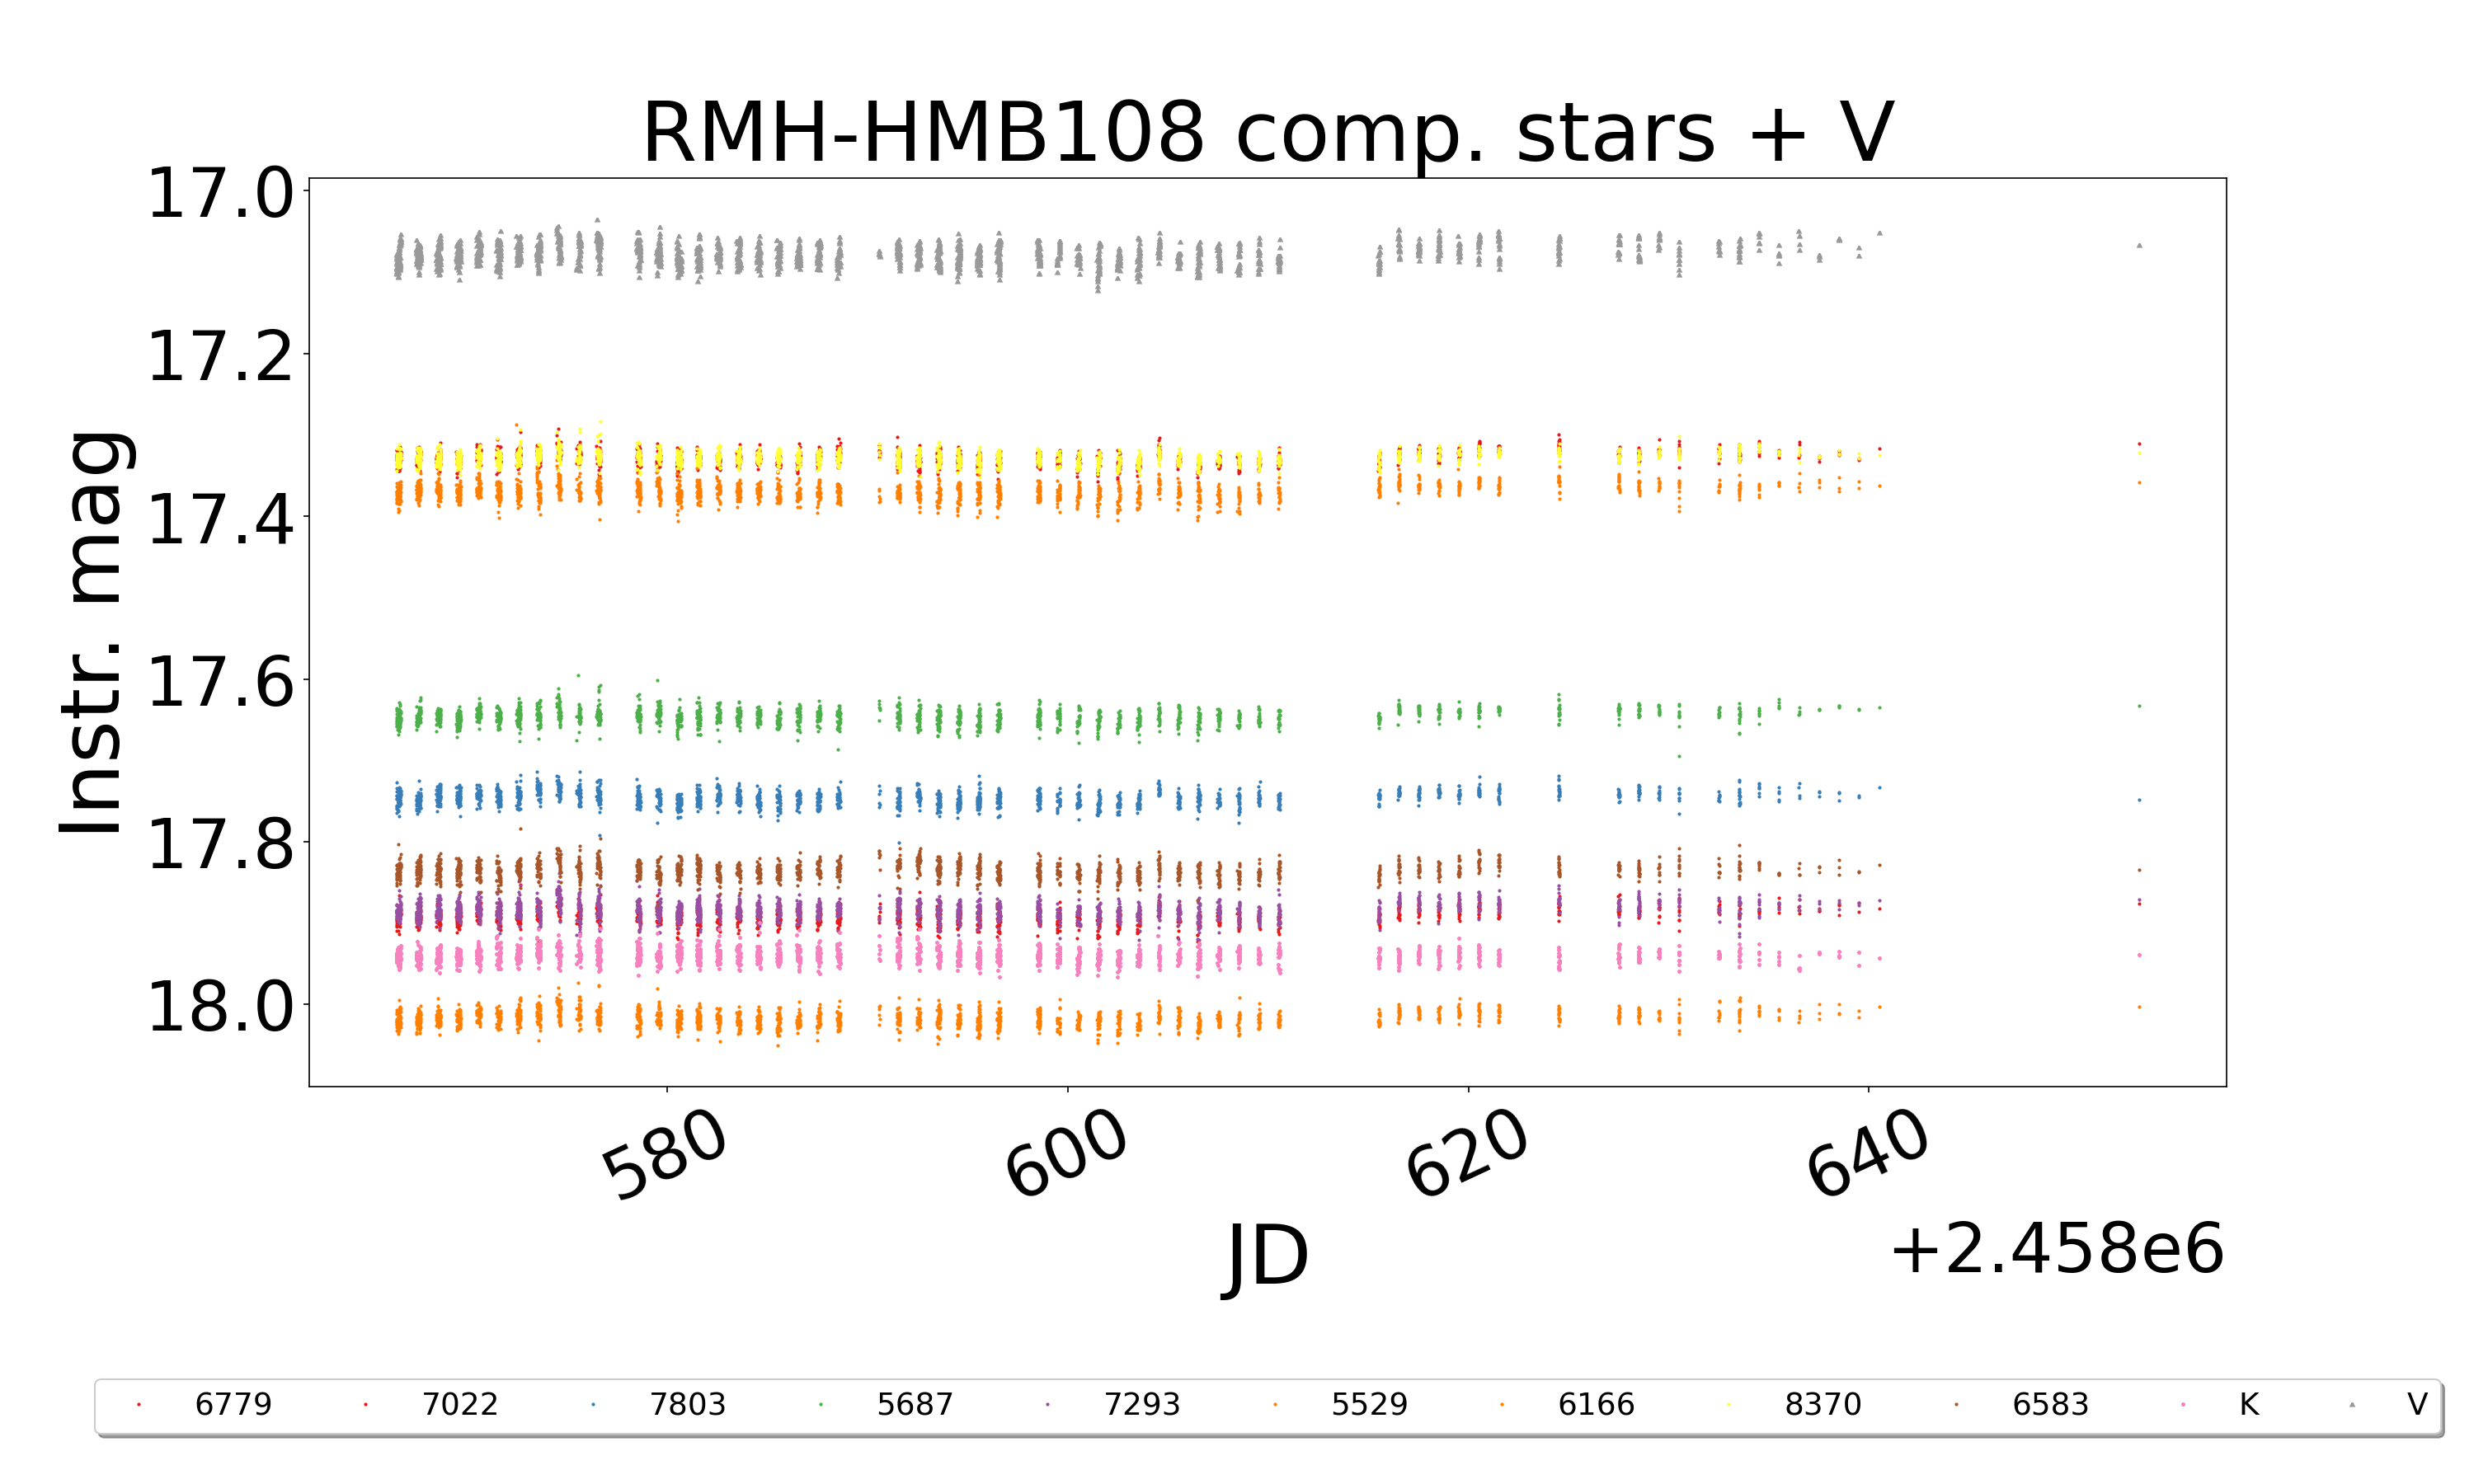 RMH-HMB108 comp. stars + V
17.0
17.2
17.4
17.6
17.8
18.0
Instr. mag
580 600 620 640
JD
+2.458e6
6779 7022 7803 5687 7293 5529 6166 8370 6583 K V